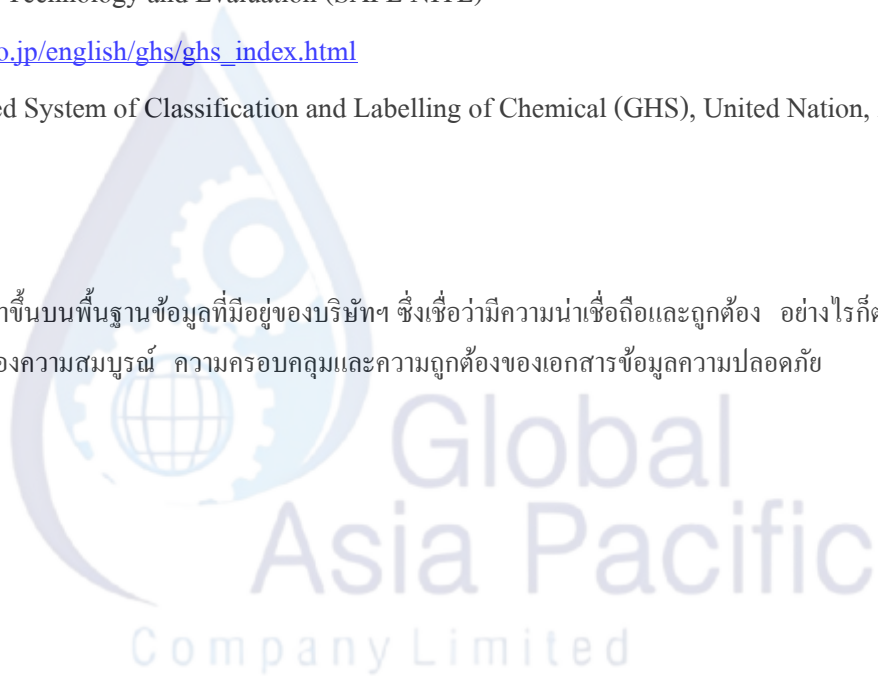 Technology and Evaluation (SAFE NITE)
o.jp/english/ghs/ghs_index.html
ed System of Classification and Labelling of Chemical (GHS), United Nation,
าขึ้นบนพื้นฐานข้อมูลที่มีอยู่ของบริษัทฯ ซึ่งเชื่อว่ามีความน่าเชื่อถือและถูกต้อง อย่างไรก็ต
องความสมบูรณ์ ความครอบคลุมและความถูกต้องของเอกสารข้อมูลความปลอดภัย
Global
Asia Pacific
Company Limited